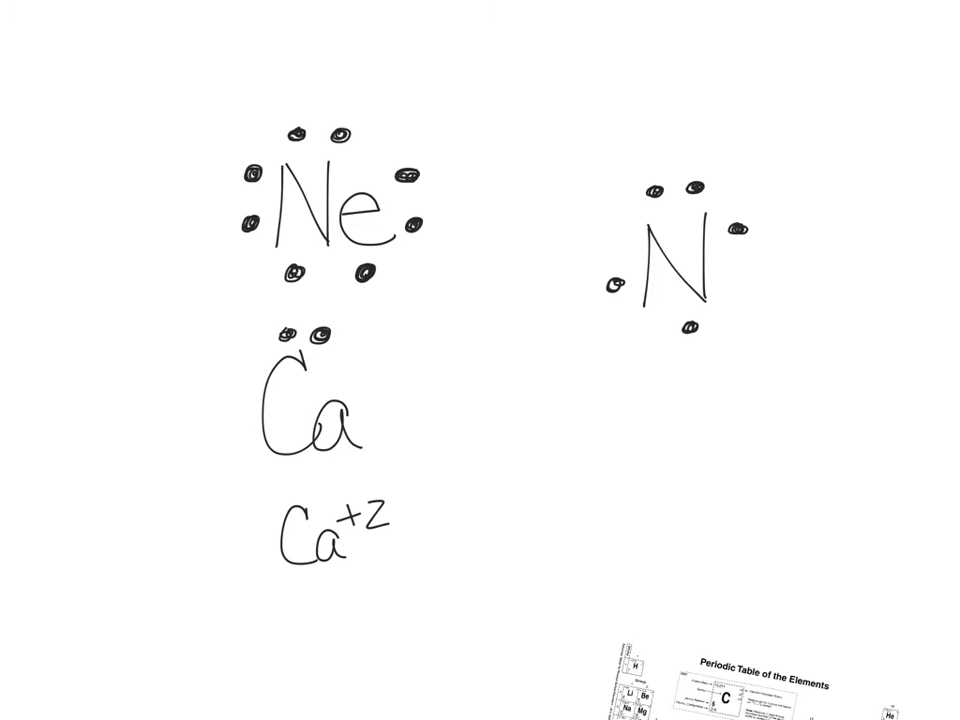 Ne
N
Ca
Ca+2
Periodic Table of the Elements
H
Li Be
Na Mg
C
He